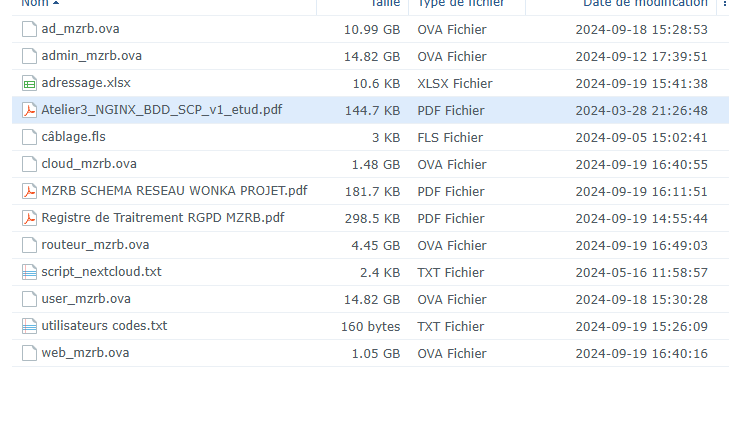 Nom Taille Type de fichier Date de modification
ad_mzrb.ova 10.99 GB OVA Fichier 2024-09-18 15:28:53
admin_mzrb.ova 14.82 GB OVA Fichier 2024-09-12 17:39:51
adressage.xlsx 10.6 KB XLSX Fichier 2024-09-19 15:41:38
Atelier3_NGINX_BDD_SCP_v1_etud.pdf 144.7 KB PDF Fichier 2024-03-28 21:26:48
câblage.fls 3 KB FLS Fichier 2024-09-05 15:02:41
cloud_mzrb.ova 1.48 GB OVA Fichier 2024-09-19 16:40:55
MZRB SCHEMA RESEAU WONKA PROJET.pdf 181.7 KB PDF Fichier 2024-09-19 16:11:51
Registre de Traitrement RGPD MZRB.pdf 298.5 KB PDF Fichier 2024-09-19 14:55:44
routeur_mzrb.ova 4.45 GB OVA Fichier 2024-09-19 16:49:03
script_nextcloud.txt 2.4 KB TXT Fichier 2024-05-16 11:58:57
user_mzrb.ova 14.82 GB OVA Fichier 2024-09-18 15:30:28
utilisateurs codes.txt 160 bytes TXT Fichier 2024-09-19 15:26:09
web_mzrb.ova 1.05 GB OVA Fichier 2024-09-19 16:40:16